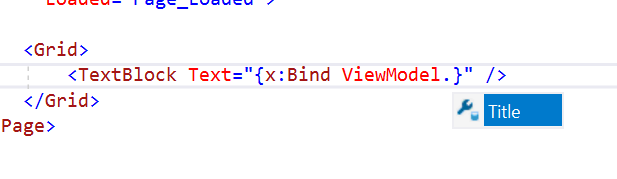 Loaded="Page_Loaded">
<Grid>
<TextBlock Text="{x:Bind ViewModel.}" />
</Grid>
Page>
Title